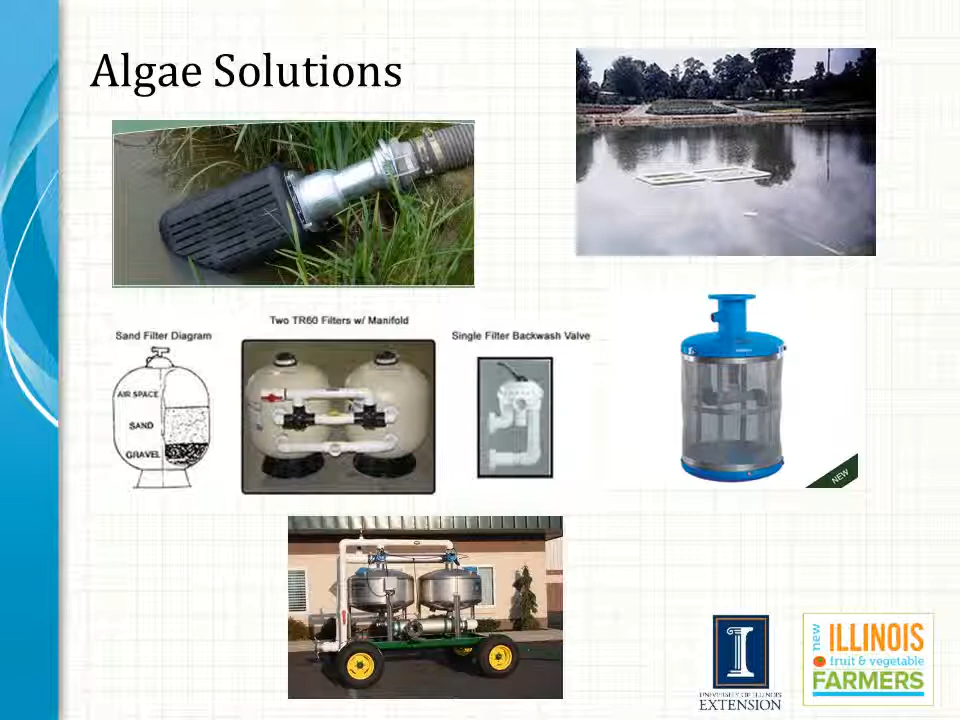 Algae Solutions
Two TR60 Filters w/ Manifold
Sand Filter Diagram
Single Filter Backwash Valve
AIR SPACE
SAND
GRAVEL
NEW
UNIVERSITY OF ILLINOIS
EXTENSION
new
ILLINOIS
fruit & vegetable
FARMERS